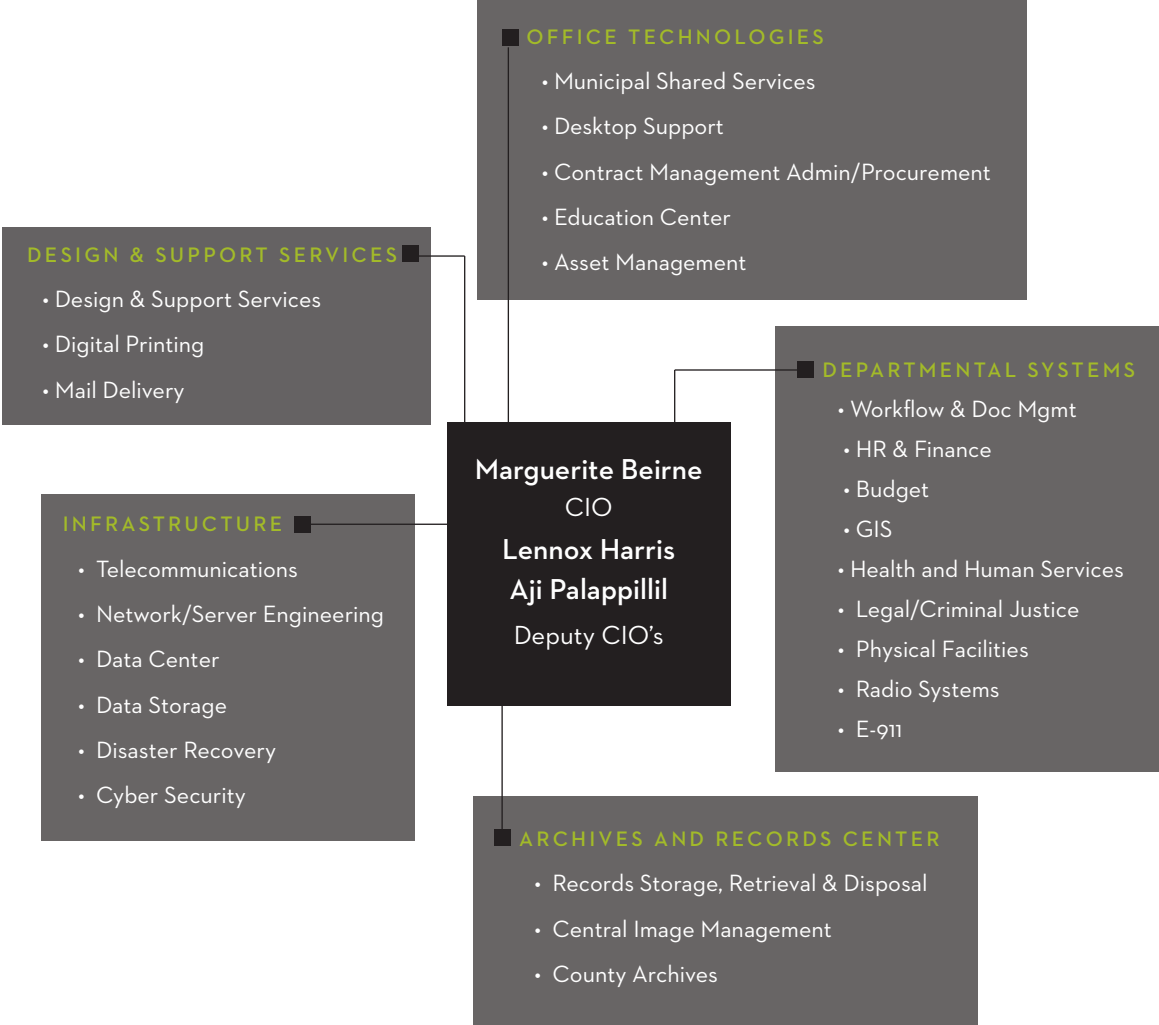 OFFICE TECHNOLOGIES
• Municipal Shared Services
• Desktop Support
• Contract Management Admin/Procurement
• Education Center
• Asset Management
DESIGN & SUPPORT SERVICES
• Design & Support Services
• Digital Printing
• Mail Delivery
DEPARTMENTAL SYSTEMS
• Workflow & Doc Mgmt
• HR & Finance
• Budget
• GIS
• Health and Human Services
• Legal/Criminal Justice
• Physical Facilities
• Radio Systems
• E-911
Marguerite Beirne
CIO
Lennox Harris
Aji Palappillil
Deputy CIO's
INFRASTRUCTURE
• Telecommunications
• Network/Server Engineering
• Data Center
• Data Storage
• Disaster Recovery
• Cyber Security
ARCHIVES AND RECORDS CENTER
• Records Storage, Retrieval & Disposal
• Central Image Management
• County Archives